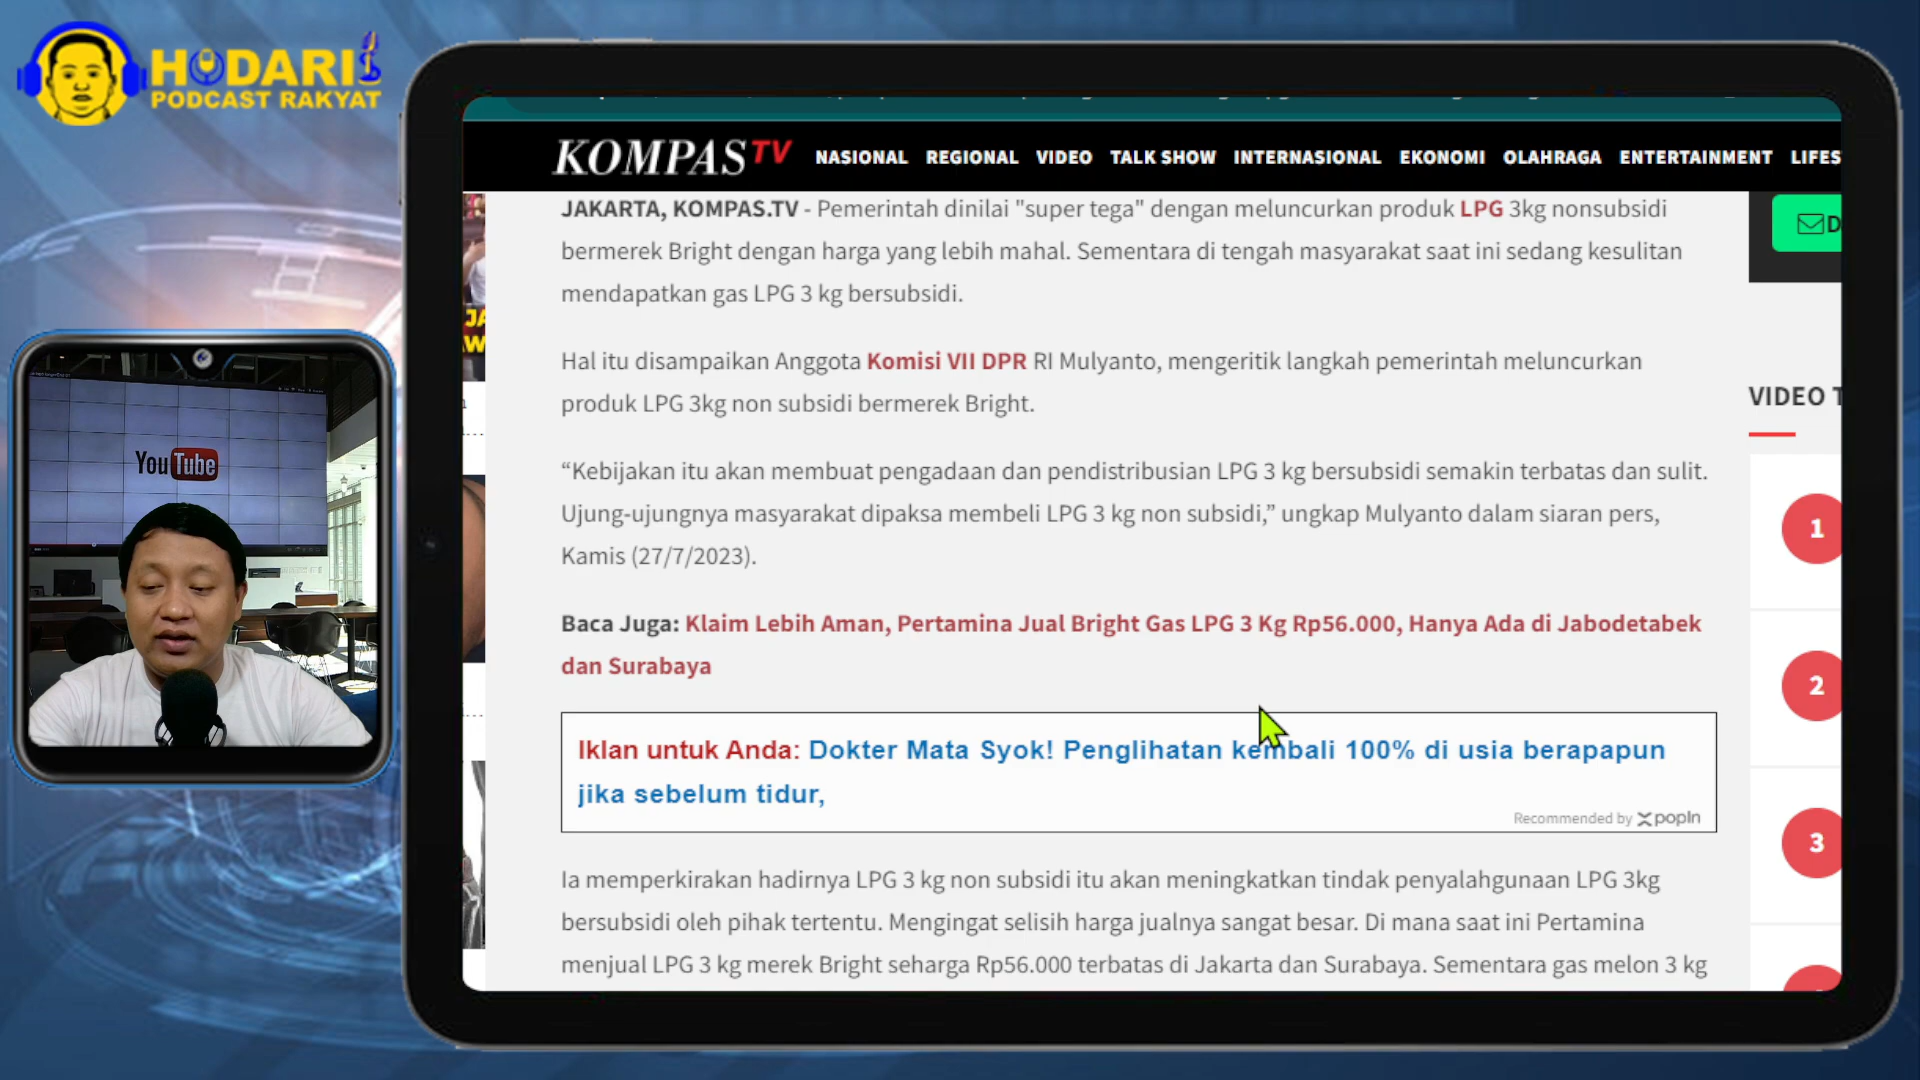 HODARI
PODCAST RAKYAT
KOMPAS TV NASIONAL REGIONAL VIDEO TALK SHOW INTERNASIONAL EKONOMI OLAHRAGA ENTERTAINMENT LIFES
JAKARTA, KOMPAS.TV - Pemerintah dinilai "super tega" dengan meluncurkan produk LPG 3kg nonsubsidi
bermerek Bright dengan harga yang lebih mahal. Sementara di tengah masyarakat saat ini sedang kesulitan
mendapatkan gas LPG 3 kg bersubsidi.
Hal itu disampaikan Anggota Komisi VII DPR RI Mulyanto, mengeritik langkah pemerintah meluncurkan
produk LPG 3kg non subsidi bermerek Bright.
“Kebijakan itu akan membuat pengadaan dan pendistribusian LPG 3 kg bersubsidi semakin terbatas dan sulit.
Ujung-ujungnya masyarakat dipaksa membeli LPG 3 kg non subsidi,” ungkap Mulyanto dalam siaran pers,
Kamis (27/7/2023).
Baca Juga: Klaim Lebih Aman, Pertamina Jual Bright Gas LPG 3 Kg Rp56.000, Hanya Ada di Jabodetabek
dan Surabaya
Iklan untuk Anda: Dokter Mata Syok! Penglihatan kembali 100% di usia berapapun
jika sebelum tidur,
Recommended by popIn
Ia memperkirakan hadirnya LPG 3 kg non subsidi itu akan meningkatkan tindak penyalahgunaan LPG 3kg
bersubsidi oleh pihak tertentu. Mengingat selisih harga jualnya sangat besar. Di mana saat ini Pertamina
menjual LPG 3 kg merek Bright seharga Rp56.000 terbatas di Jakarta dan Surabaya. Sementara gas melon 3 kg
D
VIDEO T
1
2
3
YouTube